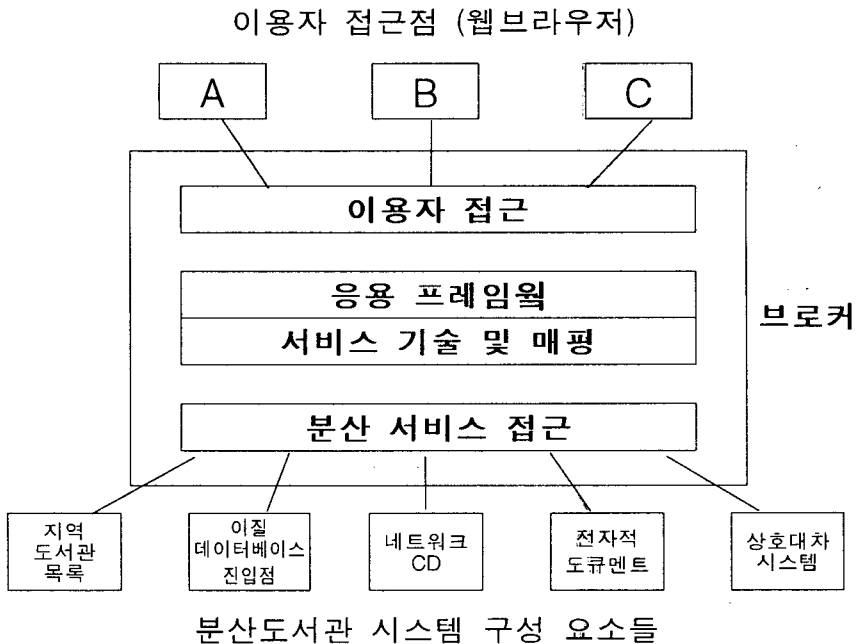 이용자 접근점 (웹브라우저)
A
B
C
이용자 접근
응용 프레임웍
서비스 기술 및 매핑
브로커
분산 서비스 접근
지역
도서관
목록
이질
데이터베이스
진입점
네트워크
CD
전자적
도큐멘트
상호대차
시스템
분산도서관 시스템 구성 요소들